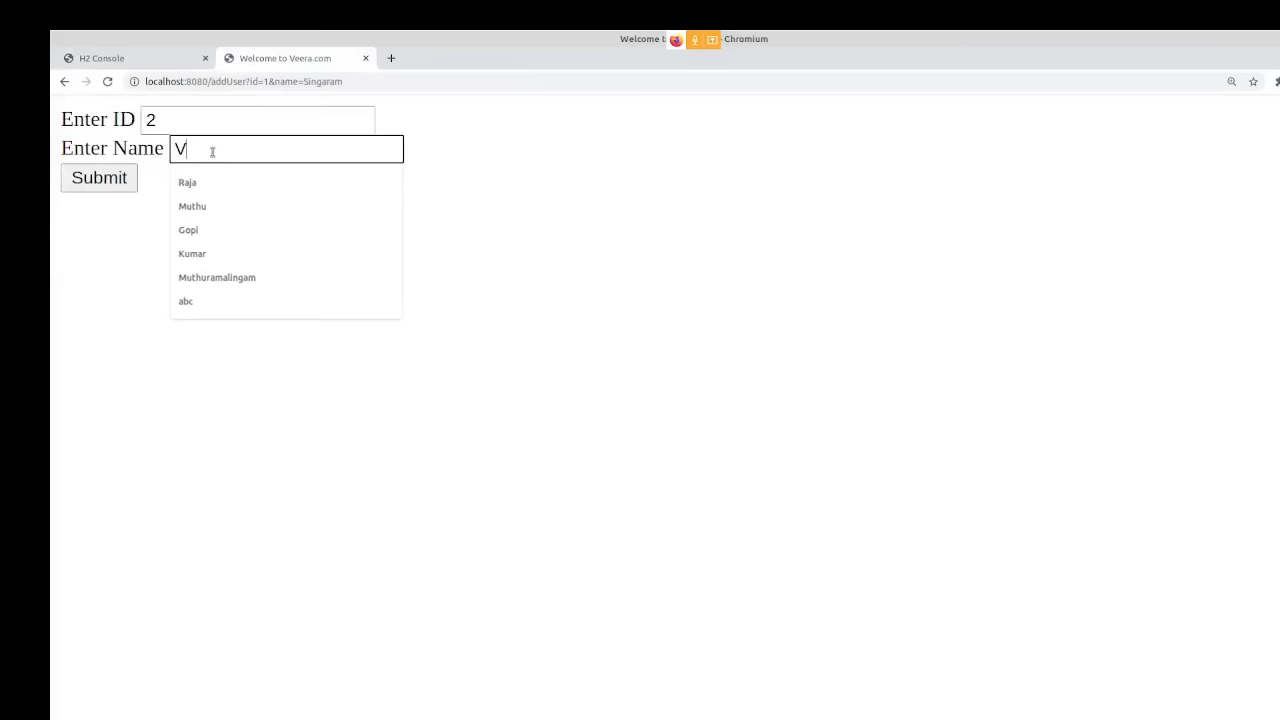 Welcome t Chromium
H2 Console
Welcome to Veera.com
localhost:8080/addUser?id=1&name=Singaram
Enter ID 2
Enter Name V
Submit
Raja
Muthu
Gopi
Kumar
Muthuramalingam
abc